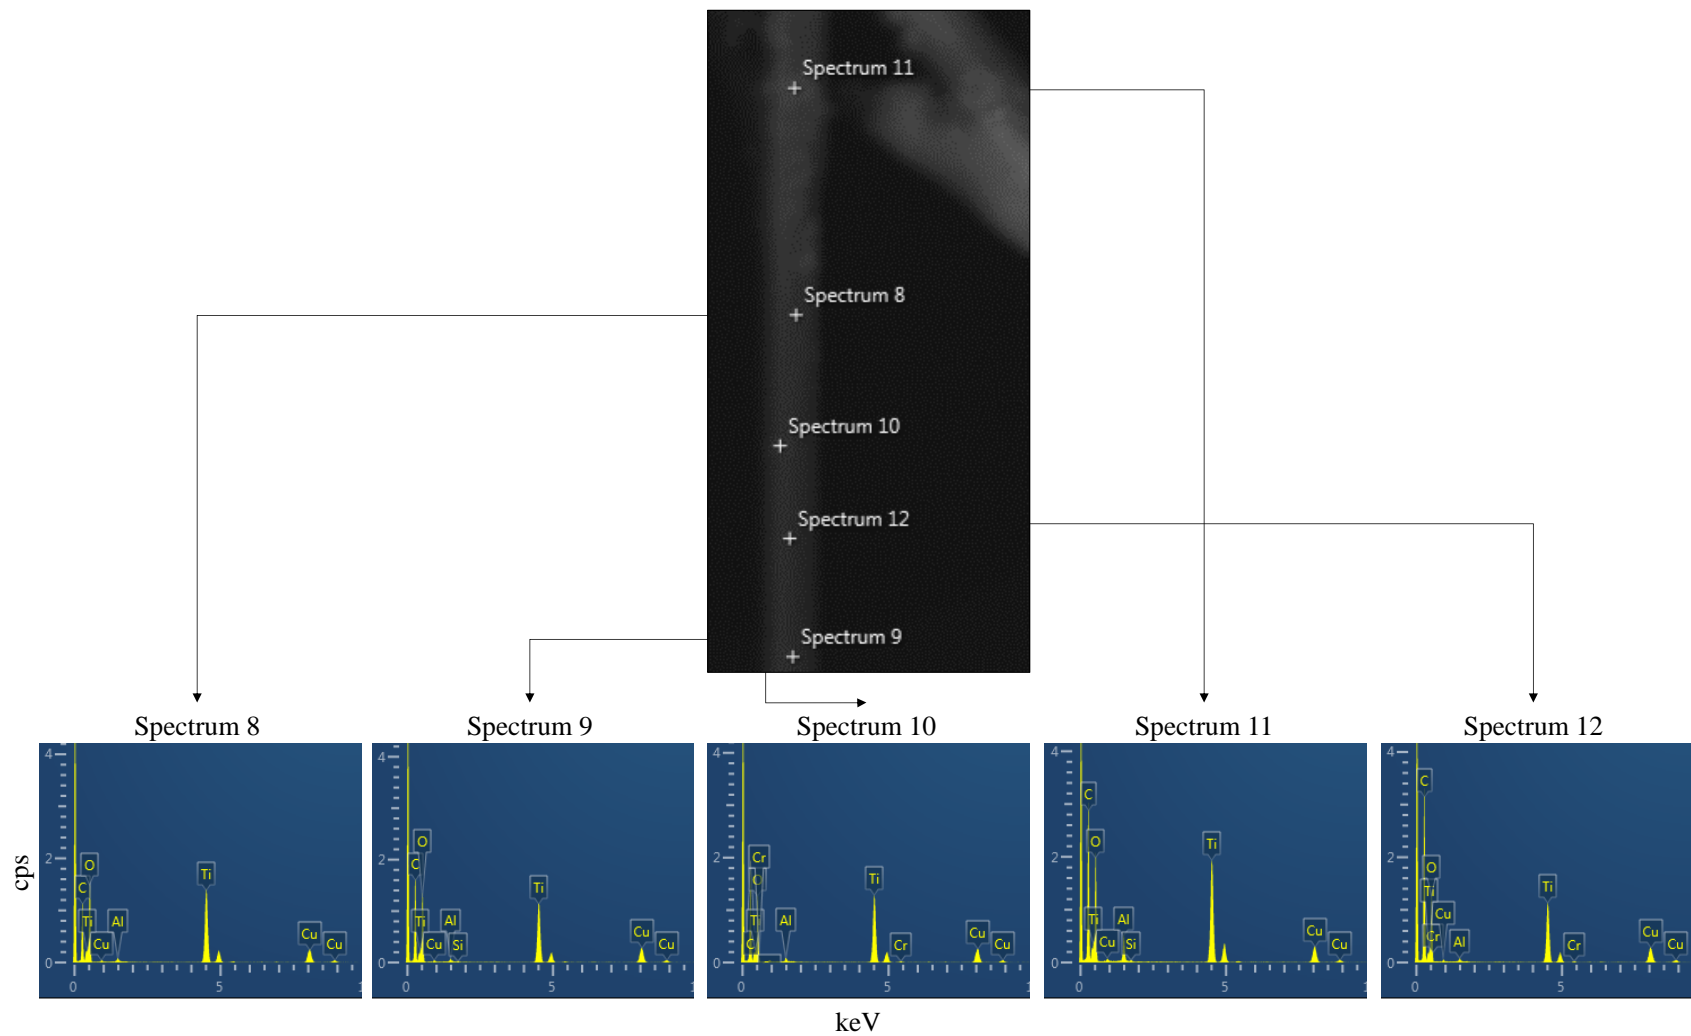 Spectrum 11
Spectrum 8
Spectrum 10
Spectrum 12
Spectrum 9
Spectrum 8
Spectrum 9
Spectrum 10
Spectrum 11
Spectrum 12
cps
4
2
0
O
C
Ti
Cu
Al
Ti
Cu
Cu
0
5
4
2
0
O
C
Ti
Cu
Al
Si
Ti
Cu
Cu
0
5
4
2
0
Cr
O
Ti
C
Al
Ti
Cr
Cu
Cu
0
5
4
2
0
C
O
Ti
Cu
Al
Si
Ti
Cu
Cu
0
5
1
4
2
0
C
O
Ti
Cu
Cr
Al
Ti
Cr
Cu
Cu
0
5
keV